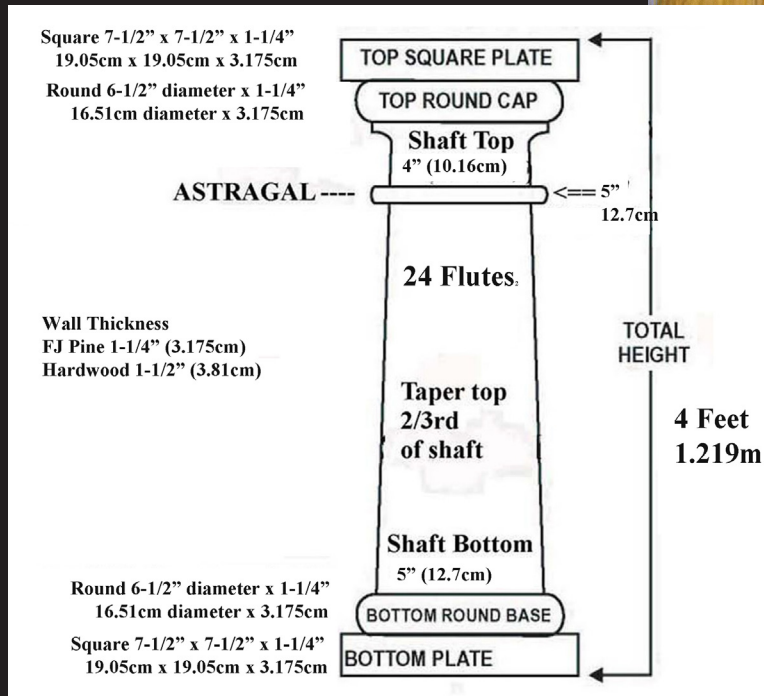 Square 7-1/2” x 7-1/2” x 1-1/4”
19.05cm x 19.05cm x 3.175cm
TOP SQUARE PLATE
Round 6-1/2” diameter x 1-1/4”
16.51cm diameter x 3.175cm
TOP ROUND CAP
Shaft Top
4” (10.16cm)
ASTRAGAL ----
<== 5”
12.7cm
24 Flutes
Wall Thickness
FJ Pine 1-1/4” (3.175cm)
Hardwood 1-1/2” (3.81cm)
TOTAL
HEIGHT
Taper top
2/3rd
of shaft
4 Feet
1.219m
Shaft Bottom
5” (12.7cm)
Round 6-1/2” diameter x 1-1/4”
16.51cm diameter x 3.175cm
BOTTOM ROUND BASE
Square 7-1/2” x 7-1/2” x 1-1/4”
19.05cm x 19.05cm x 3.175cm
BOTTOM PLATE